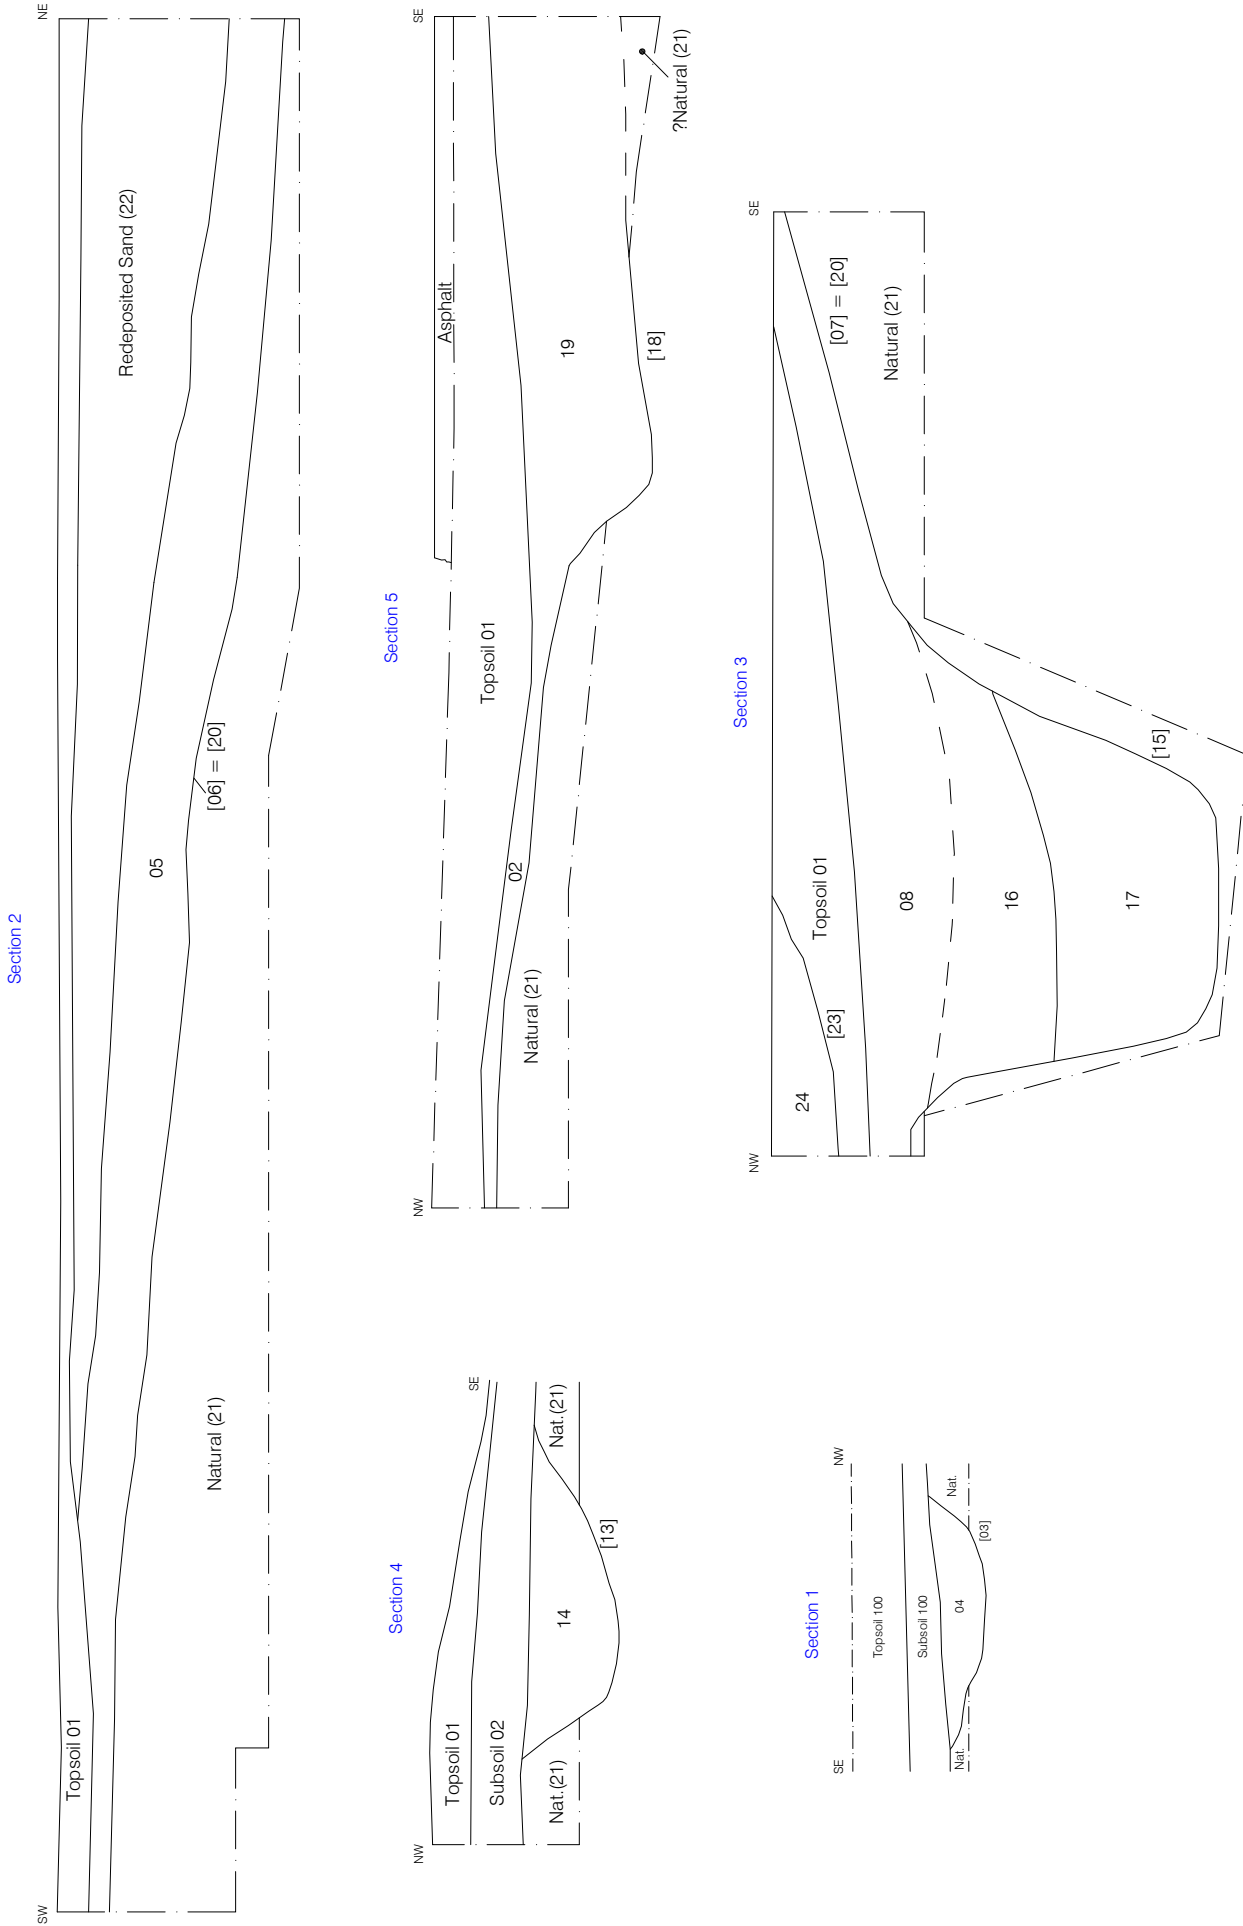 Section 2
SW
NE
Topsoil 01
Redeposited Sand (22)
05
[06] = [20]
Natural (21)
Section 4
NW
SE
Topsoil 01
Subsoil 02
14
Nat.(21)
Nat.(21)
[13]
Section 5
NW
SE
Asphalt
Topsoil 01
02
19
Natural (21)
[18]
?Natural (21)
Section 1
SE
NW
Topsoil 100
Subsoil 100
04
Nat.
Nat.
[03]
Section 3
NW
SE
24
[23]
Topsoil 01
08
[07] = [20]
Natural (21)
16
17
[15]